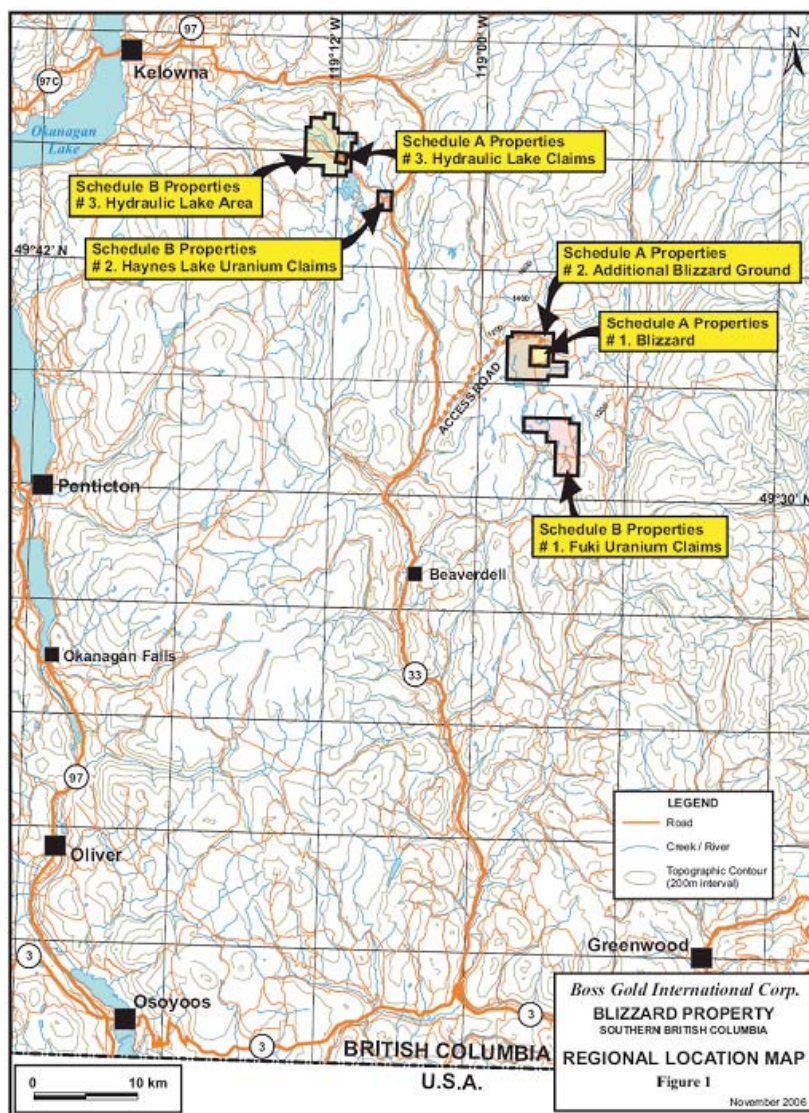 97
97
97C
Kelowna
119°12'
119°00'
N
Okanagan
Lake
Schedule A Properties
# 3. Hydraulic Lake Claims
Schedule B Properties
# 3. Hydraulic Lake Area
Schedule B Properties
# 2. Haynes Lake Uranium Claims
49°42' N
Schedule A Properties
# 2. Additional Blizzard Ground
1400
1200
Schedule A Properties
# 1. Blizzard
ACCESS ROAD
Penticton
49°30' N
Schedule B Properties
# 1. Fuki Uranium Claims
Beaverdell
Okanagan Falls
33
97
Oliver
LEGEND
Road
Creek / River
Topographic Contour
(200m interval)
3
Greenwood
Osoyoos
3
3
BRITISH COLUMBIA
U.S.A.
0 10 km
Boss Gold International Corp.
BLIZZARD PROPERTY
SOUTHERN BRITISH COLUMBIA
REGIONAL LOCATION MAP
Figure 1
November 2006